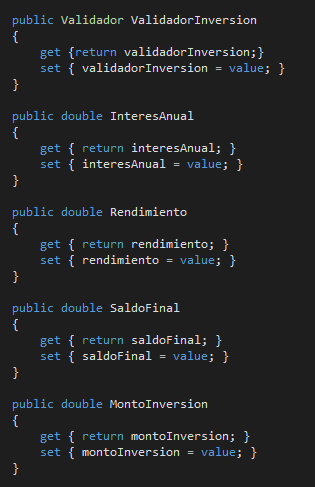 public Validador ValidadorInversion
{
    get {return validadorInversion;}
    set { validadorInversion = value; }
}

public double InteresAnual
{
    get { return interesAnual; }
    set { interesAnual = value; }
}

public double Rendimiento
{
    get { return rendimiento; }
    set { rendimiento = value; }
}

public double SaldoFinal
{
    get { return saldoFinal; }
    set { saldoFinal = value; }
}

public double MontoInversion
{
    get { return montoInversion; }
    set { montoInversion = value; }
}